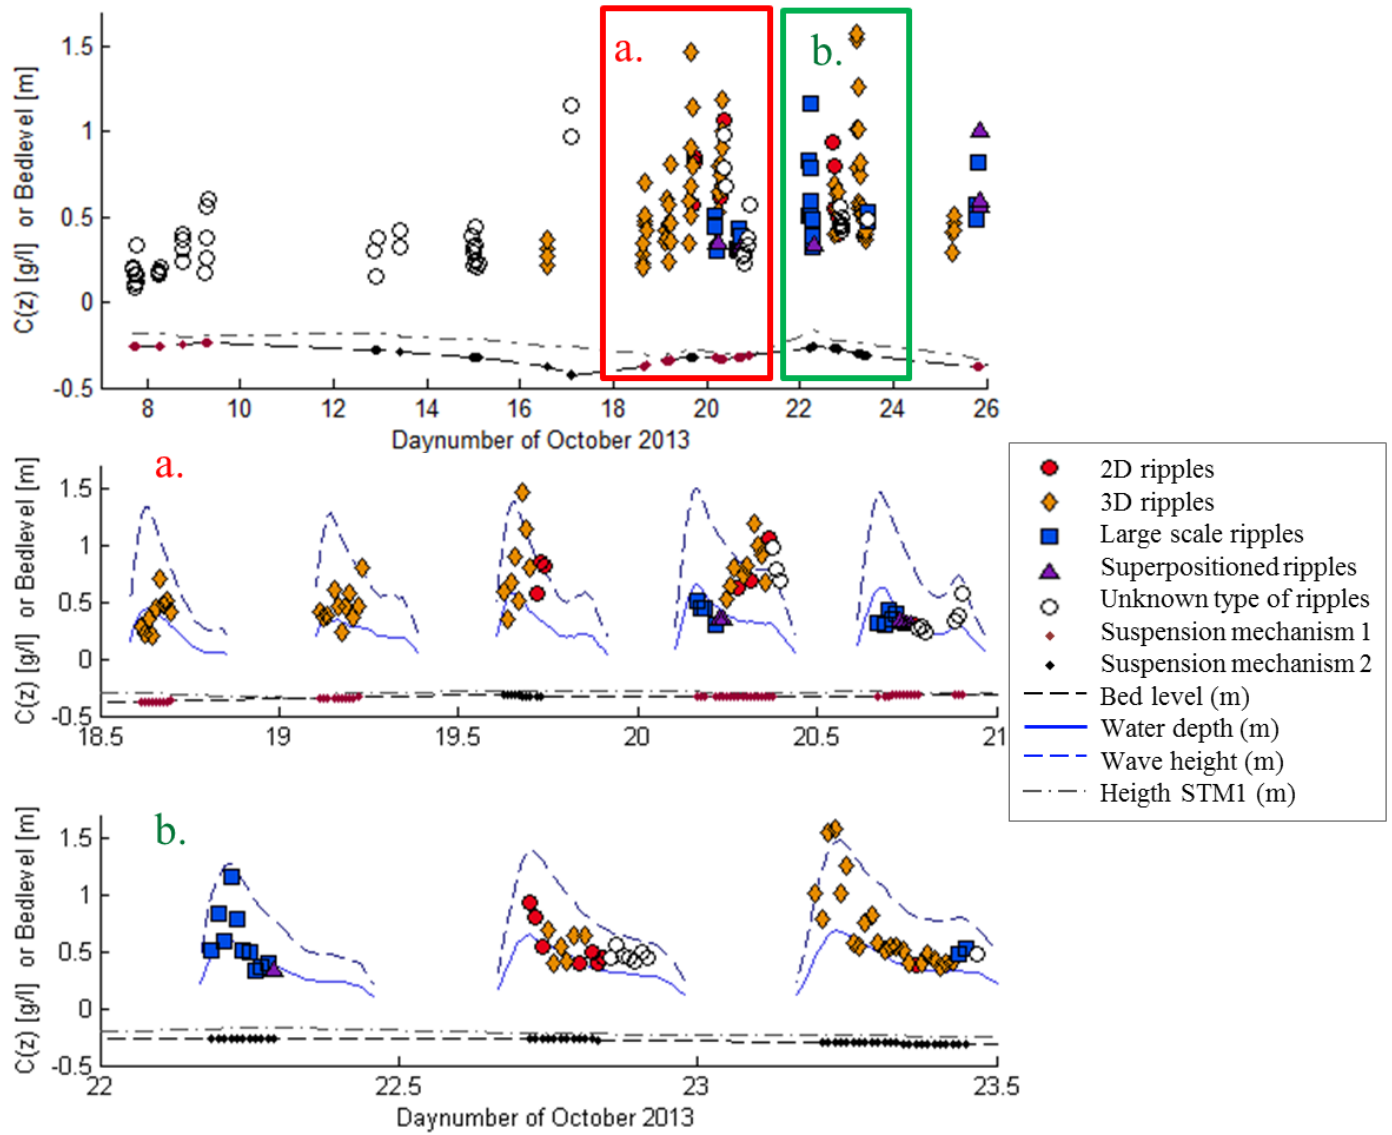 C(z) [g/l]  or Bedlevel [m]
1.5
1
0.5
0
-0.5
a.
b.
8 10 12 14 16 18 20 22 24 26
Daynumber of October 2013
a.
C(z) [g/l]  or Bedlevel [m]
1.5
1
0.5
0
-0.5
18.5 19 19.5 20 20.5 21
2D ripples
3D ripples
Large scale ripples
Superpositioned ripples
Unknown type of ripples
Suspension mechanism 1
Suspension mechanism 2
Bed level (m)
Water depth (m)
Wave height (m)
Heigth STM1 (m)
b.
C(z) [g/l]  or Bedlevel [m]
1.5
1
0.5
0
-0.5
22 22.5 23 23.5
Daynumber of October 2013